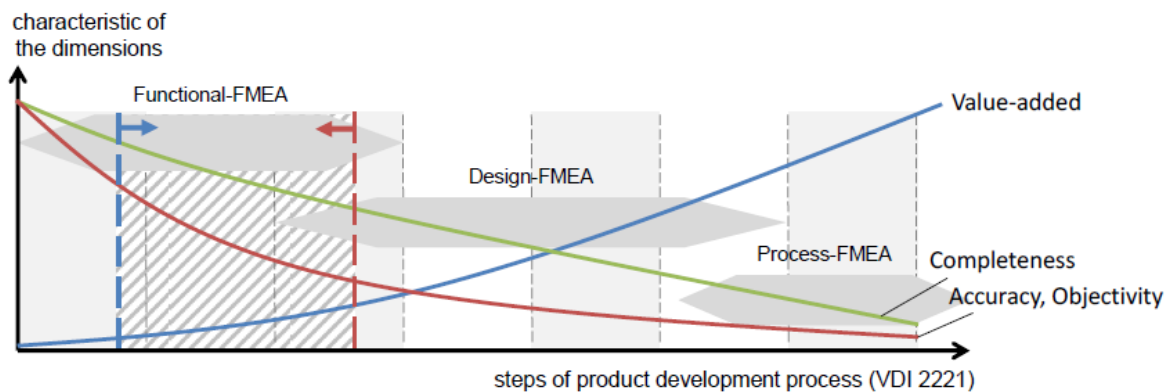 characteristic of
the dimensions
Functional-FMEA
Value-added
Design-FMEA
Process-FMEA
Completeness
Accuracy, Objectivity
steps of product development process (VDI 2221)